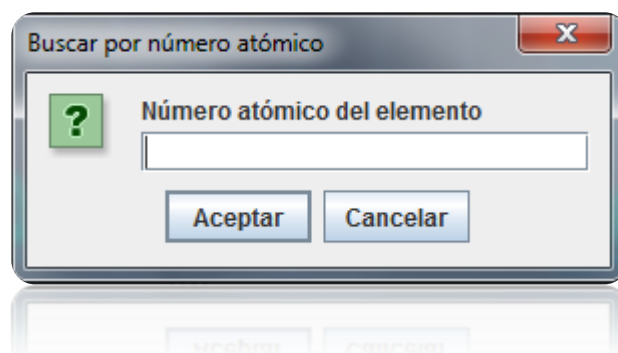 Buscar por número atómico
Número atómico del elemento
Aceptar Cancelar